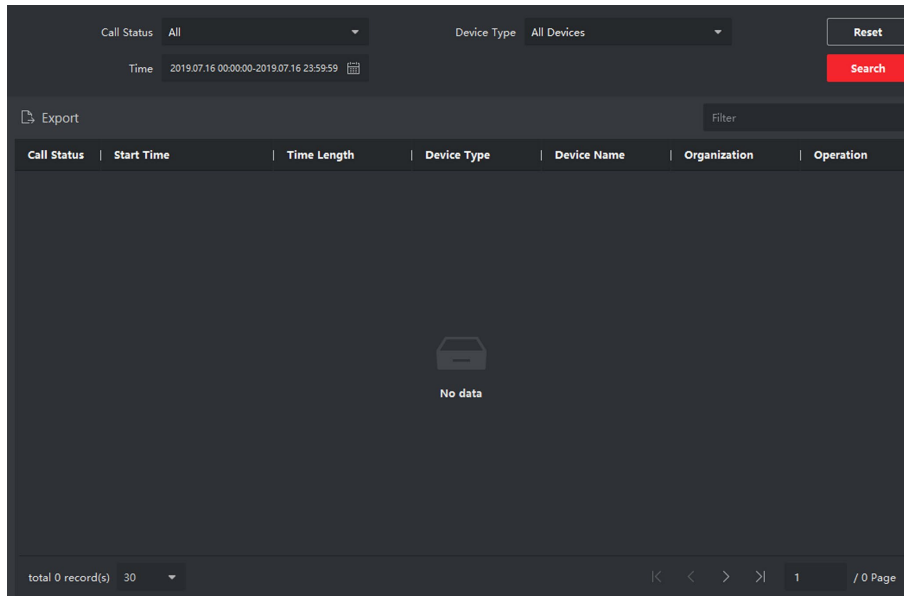 Call Status All Device Type All Devices Reset
Time 2019.07.16 00:00:00-2019.07.16 23:59:59 Search
Export Filter
Call Status | Start Time | Time Length | Device Type | Device Name | Organization | Operation
No data
total 0 record(s) 30 1 / 0 Page